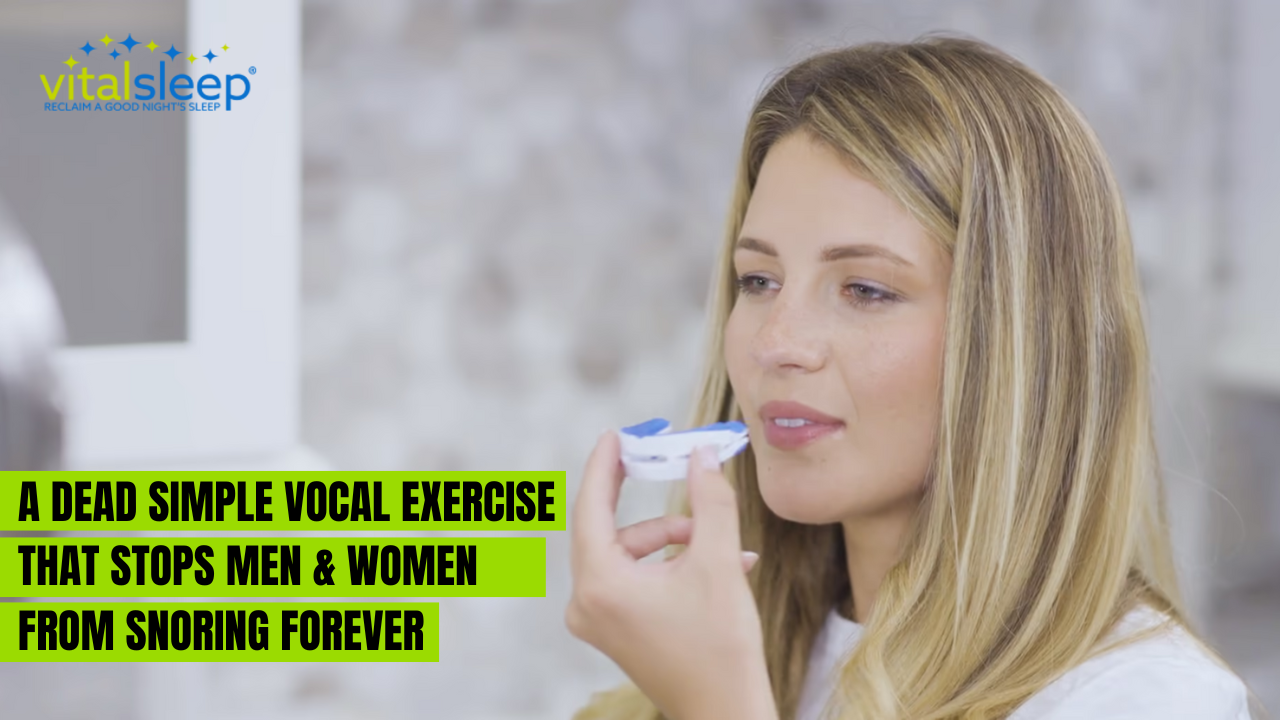 vitalsleep®
RECLAIM A GOOD NIGHT'S SLEEP
A DEAD SIMPLE VOCAL EXERCISE
THAT STOPS MEN & WOMEN
FROM SNORING FOREVER